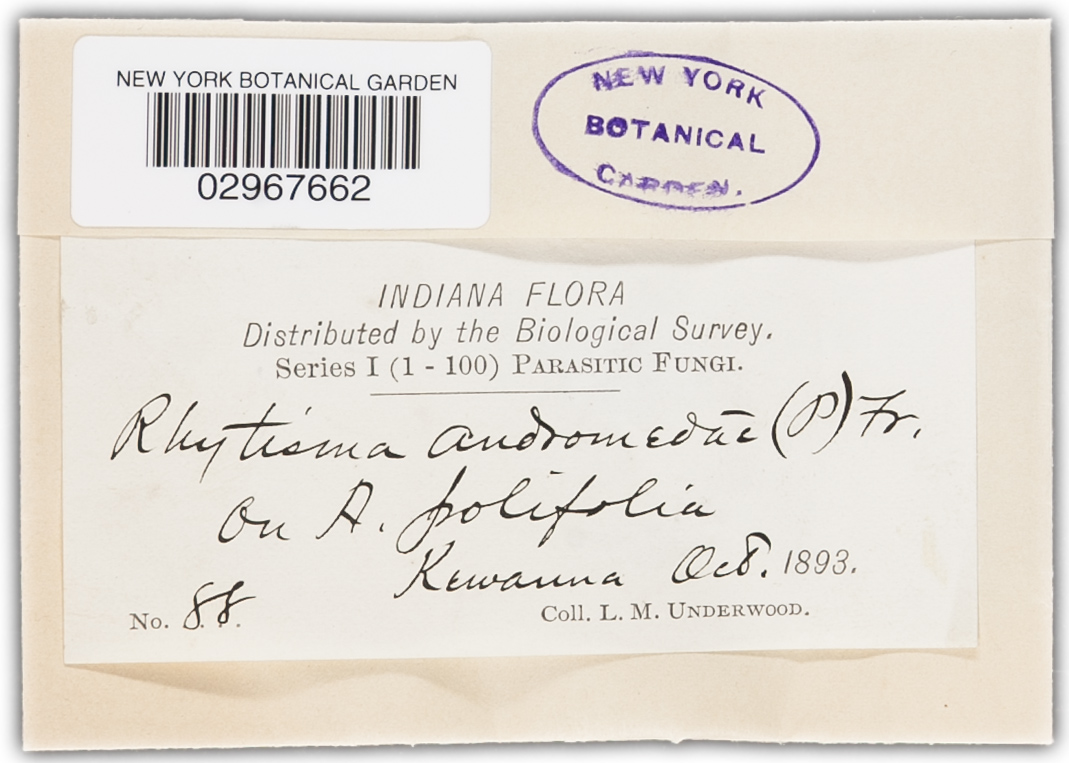 NEW YORK BOTANICAL GARDEN
02967662
NEW YORK
BOTANICAL
GARDEN.
INDIANA FLORA
Distributed by the Biological Survey.
Series I (1 - 100) PARASITIC FUNGI.
Rhytisma andromedae (P) Fr.
on A. polifolia
Kewanna Oct. 1893.
No. 88.
Coll. L. M. UNDERWOOD.